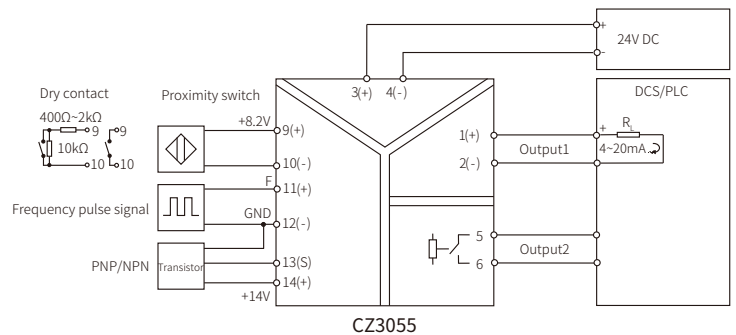 24V DC
+
-
3(+) 4(-)
Dry contact
400Ω~2kΩ
9
9
10kΩ
10
10
Proximity switch
+8.2V
9(+)
10(-)
F
11(+)
Frequency pulse signal
GND
12(-)
PNP/NPN
Transistor
13(S)
14(+)
+14V
1(+)
2(-)
Output1
DCS/PLC
+
RL
4~20mA
5
6
Output2
CZ3055